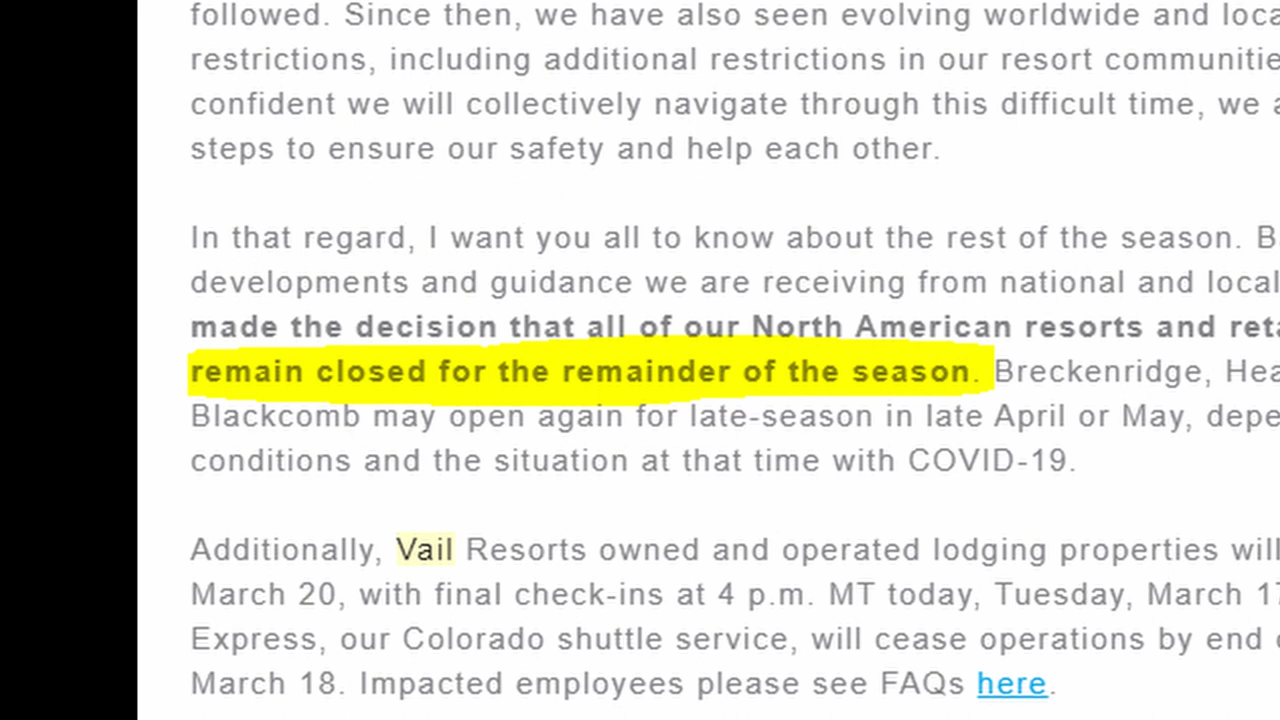 followed. Since then, we have also seen evolving worldwide and loca
restrictions, including additional restrictions in our resort communitie
confident we will collectively navigate through this difficult time, we a
steps to ensure our safety and help each other.
In that regard, I want you all to know about the rest of the season. B
developments and guidance we are receiving from national and local
made the decision that all of our North American resorts and reta
remain closed for the remainder of the season. Breckenridge, Hea
Blackcomb may open again for late-season in late April or May, depe
conditions and the situation at that time with COVID-19.
Additionally, Vail Resorts owned and operated lodging properties will
March 20, with final check-ins at 4 p.m. MT today, Tuesday, March 17
Express, our Colorado shuttle service, will cease operations by end o
March 18. Impacted employees please see FAQs here.